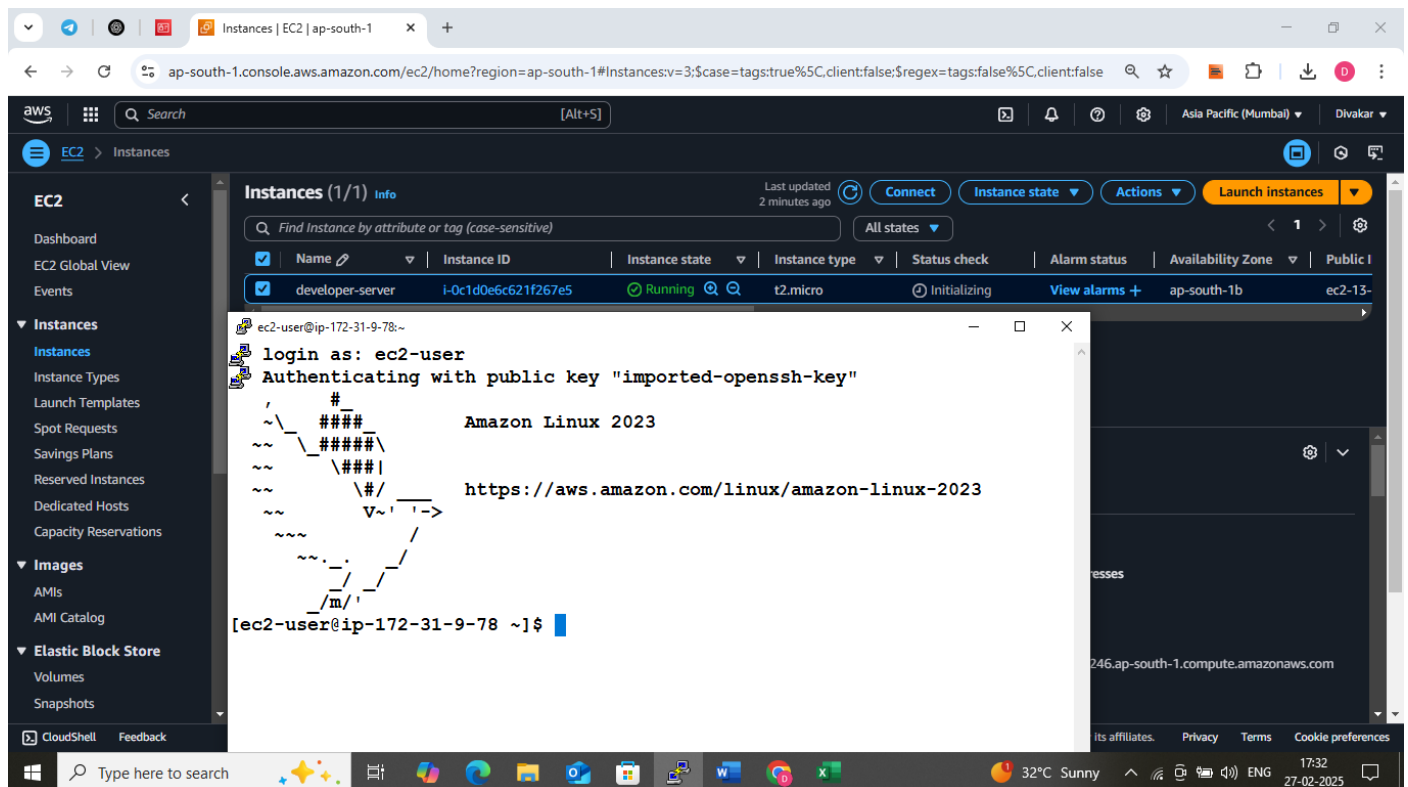 Instances | EC2 | ap-south-1
ap-south-1.console.aws.amazon.com/ec2/home?region=ap-south-1#Instances:v=3;$case=tags:true%5C,client:false;$regex=tags:false%5C,client:false
D
aws
Search [Alt+S]
Asia Pacific (Mumbai)
Divakar
EC2 > Instances
EC2
Dashboard
EC2 Global View
Events
Instances
Instances
Instance Types
Launch Templates
Spot Requests
Savings Plans
Reserved Instances
Dedicated Hosts
Capacity Reservations
Images
AMIs
AMI Catalog
Elastic Block Store
Volumes
Snapshots
Instances (1/1) Info
Last updated
2 minutes ago
Connect
Instance state
Actions
Launch instances
Find Instance by attribute or tag (case-sensitive)
All states
1
Name Instance ID Instance state Instance type Status check Alarm status Availability Zone Public I
developer-server i-0c1d0e6c621f267e5 Running t2.micro Initializing View alarms + ap-south-1b ec2-13-
ec2-user@ip-172-31-9-78:~
login as: ec2-user
Authenticating with public key "imported-openssh-key"
   ,     #_
   ~\_  ####_        Amazon Linux 2023
  ~~  \_#####\
  ~~     \###|
  ~~       \#/ ___   https://aws.amazon.com/linux/amazon-linux-2023
   ~~       V~' '->
    ~~~         /
      ~~._.   _/
         _/ _/
       _/m/'
[ec2-user@ip-172-31-9-78 ~]$
resses
246.ap-south-1.compute.amazonaws.com
CloudShell Feedback
its affiliates. Privacy Terms Cookie preferences
Type here to search
1
32°C Sunny
ENG
17:32
27-02-2025